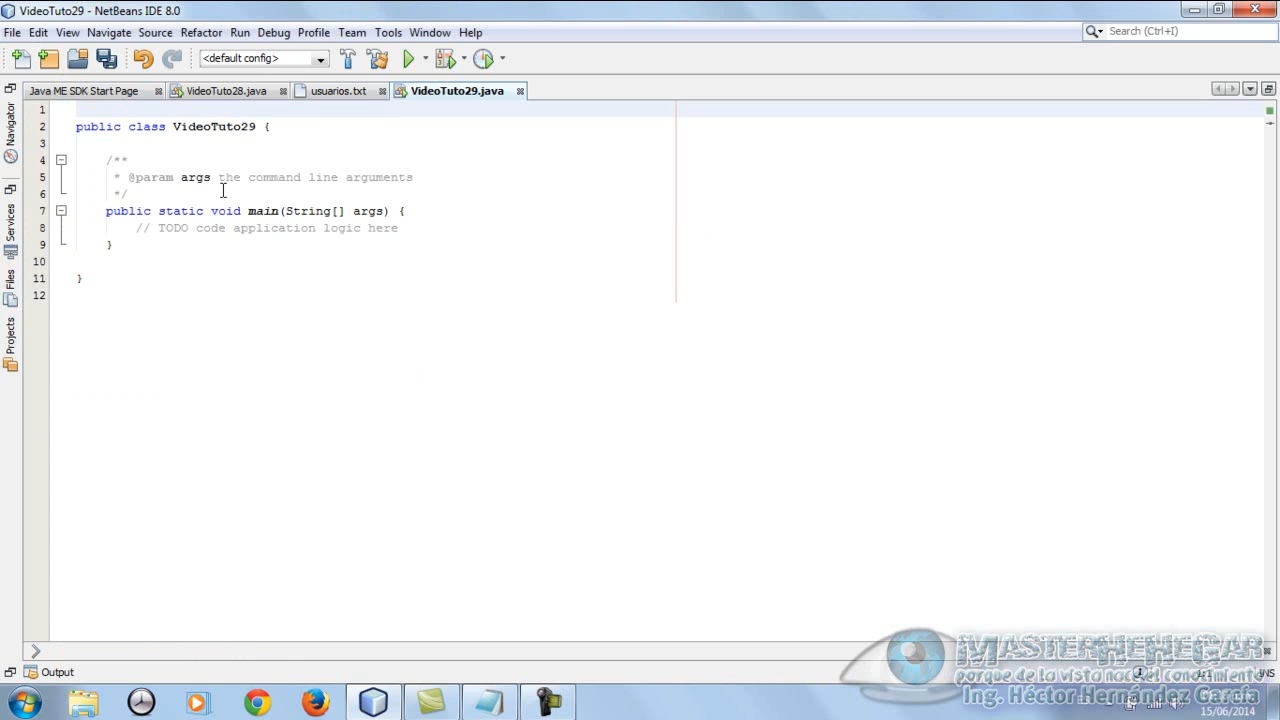 VideoTuto29 - NetBeans IDE 8.0
File Edit View Navigate Source Refactor Run Debug Profile Team Tools Window Help
Search (Ctrl+I)
<default config>
Java ME SDK Start Page VideoTuto28.java usuarios.txt VideoTuto29.java
Navigator
Services
Files
Projects
1
2 public class VideoTuto29 {
3
4 /**
5 * @param args the command line arguments
6 */
7 public static void main(String[] args) {
8 // TODO code application logic here
9 }
10
11 }
12
Output
1:1 INS
MASTERHEHEGAR
porque de la vista nace el conocimiento
Ing. Héctor Hernández García
15/06/2014